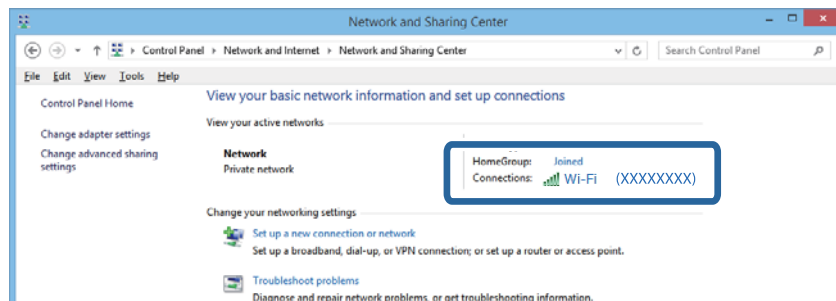 Network and Sharing Center
Control Panel Network and Internet Network and Sharing Center Search Control Panel
File Edit View Tools Help
Control Panel Home
Change adapter settings
Change advanced sharing
settings
View your basic network information and set up connections
View your active networks
Network
Private network
HomeGroup: Joined
Connections: Wi-Fi (XXXXXXXX)
Change your networking settings
Set up a new connection or network
Set up a broadband, dial-up, or VPN connection; or set up a router or access point.
Troubleshoot problems
Diagnose and repair network problems, or get troubleshooting information.